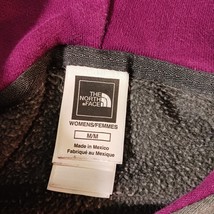 THE
NORTH
FACE
WOMENS/FEMMES
M/M
Made in Mexico
Fabriqué au Mexique